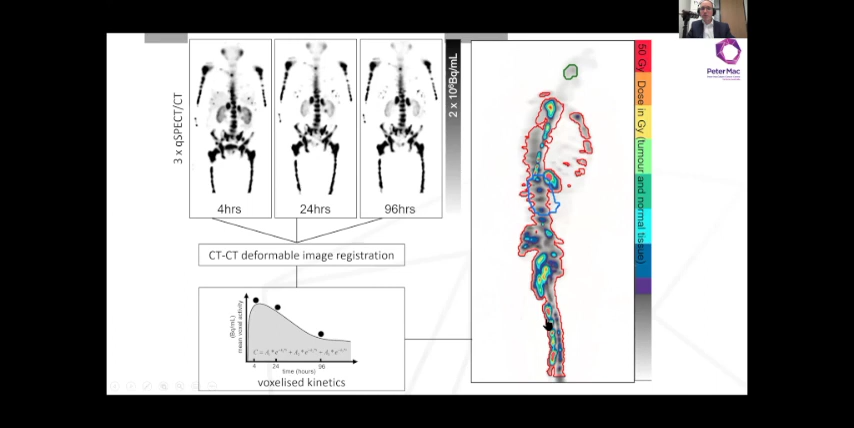 3 x qSPECT/CT
4hrs
24hrs
96hrs
2 x 10⁶Bq/mL
CT-CT deformable image registration
(Bq/mL)
mean voxel activity
4
24
96
time (hours)
voxelised kinetics
50 Gy Dose in Gy (tumour and normal tissue)
Peter Mac